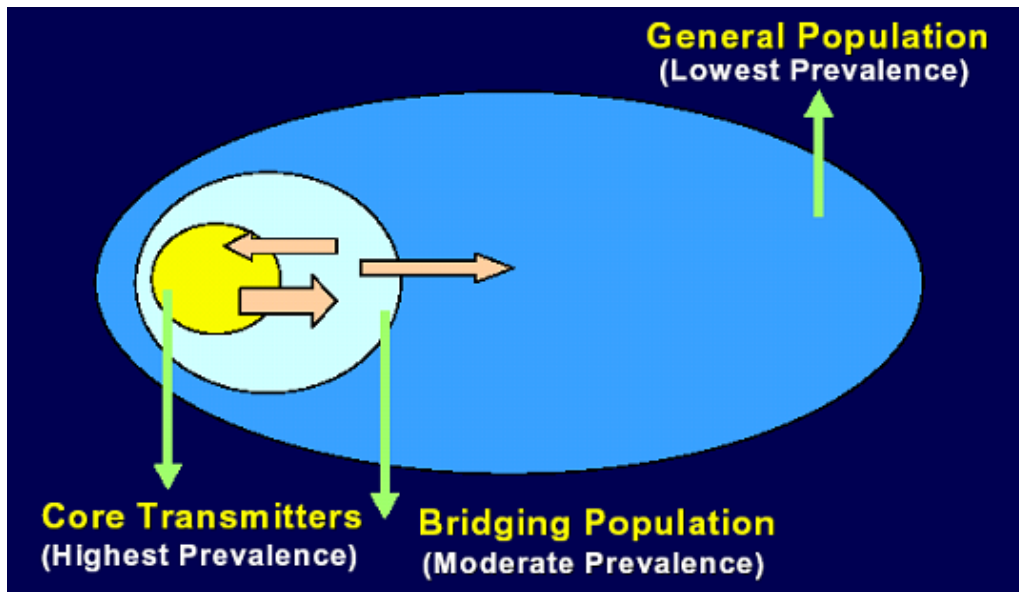 General Population
(Lowest Prevalence)
Core Transmitters
(Highest Prevalence)
Bridging Population
(Moderate Prevalence)